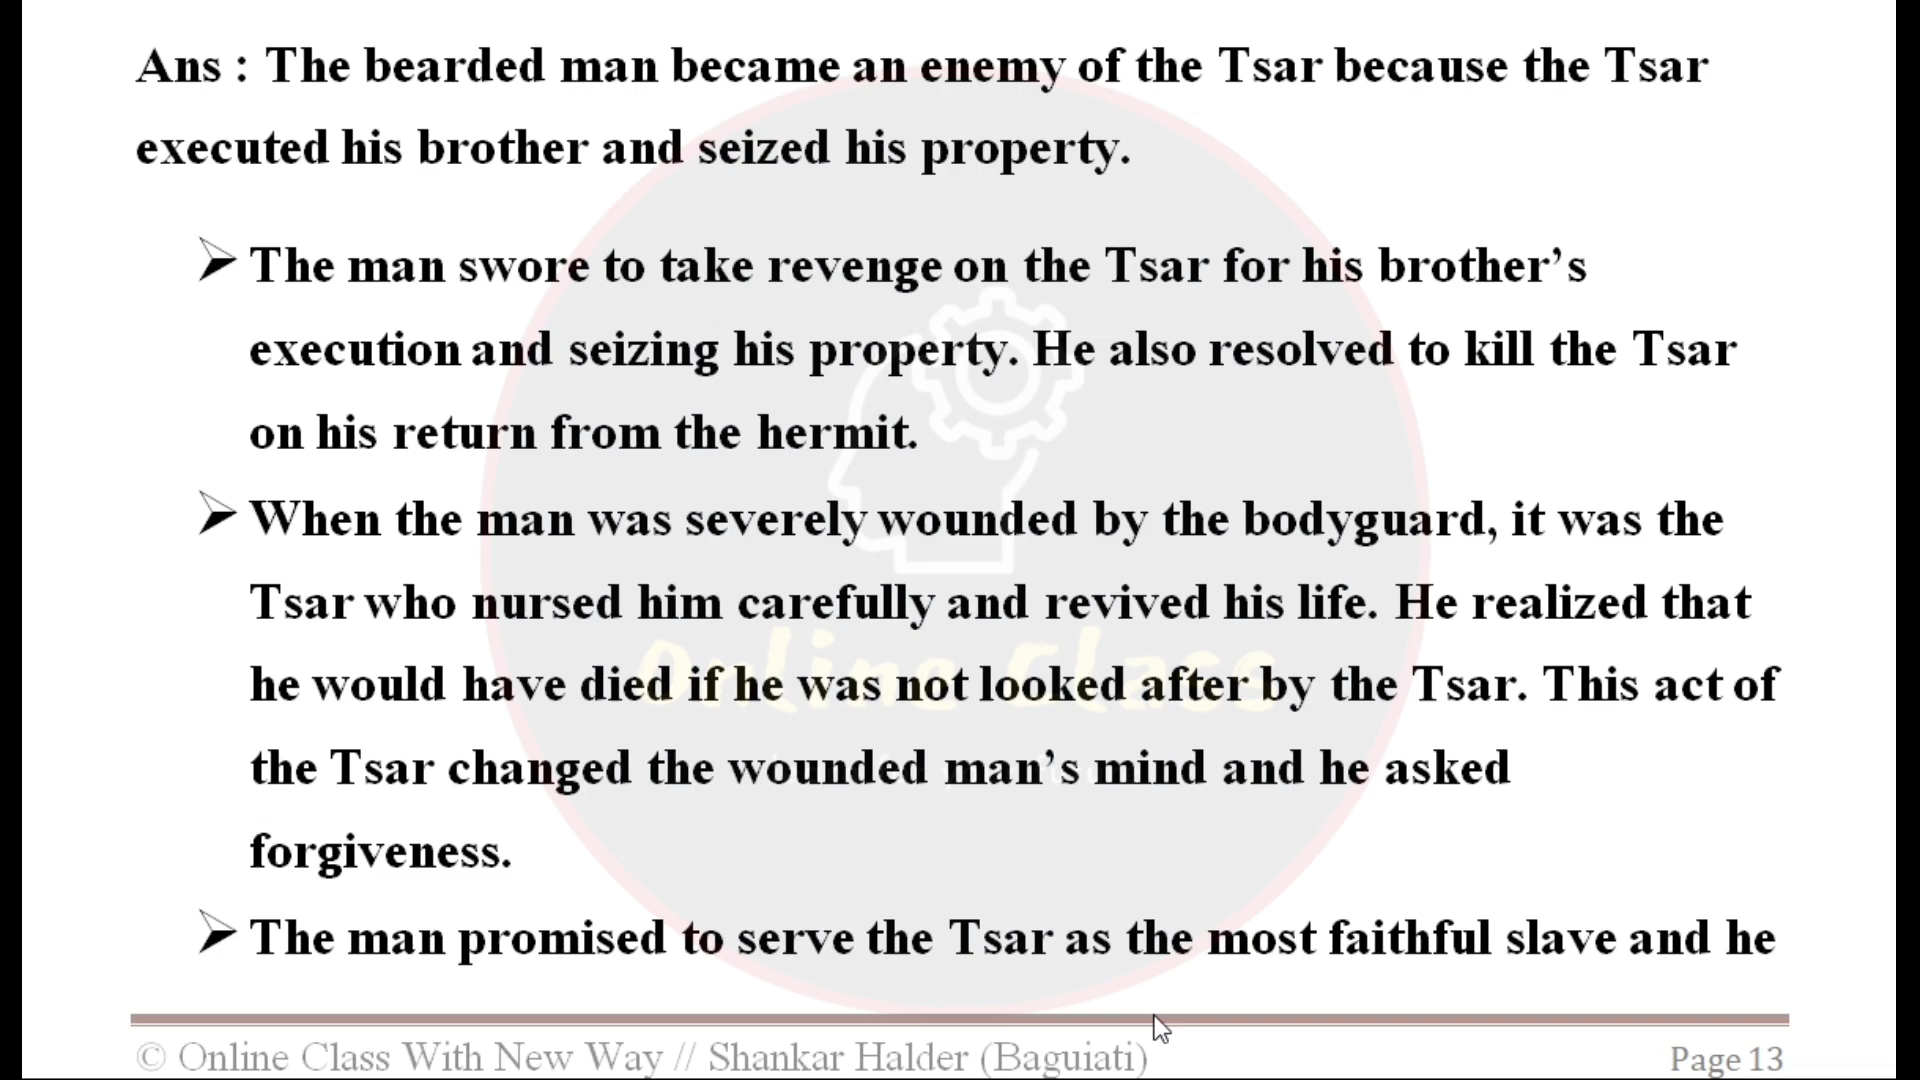 Ans : The bearded man became an enemy of the Tsar because the Tsar
executed his brother and seized his property.
➢ The man swore to take revenge on the Tsar for his brother’s
execution and seizing his property. He also resolved to kill the Tsar
on his return from the hermit.
➢ When the man was severely wounded by the bodyguard, it was the
Tsar who nursed him carefully and revived his life. He realized that
he would have died if he was not looked after by the Tsar. This act of
the Tsar changed the wounded man’s mind and he asked
forgiveness.
➢ The man promised to serve the Tsar as the most faithful slave and he
Online Class
© Online Class With New Way // Shankar Halder (Baguiati)
Page 13